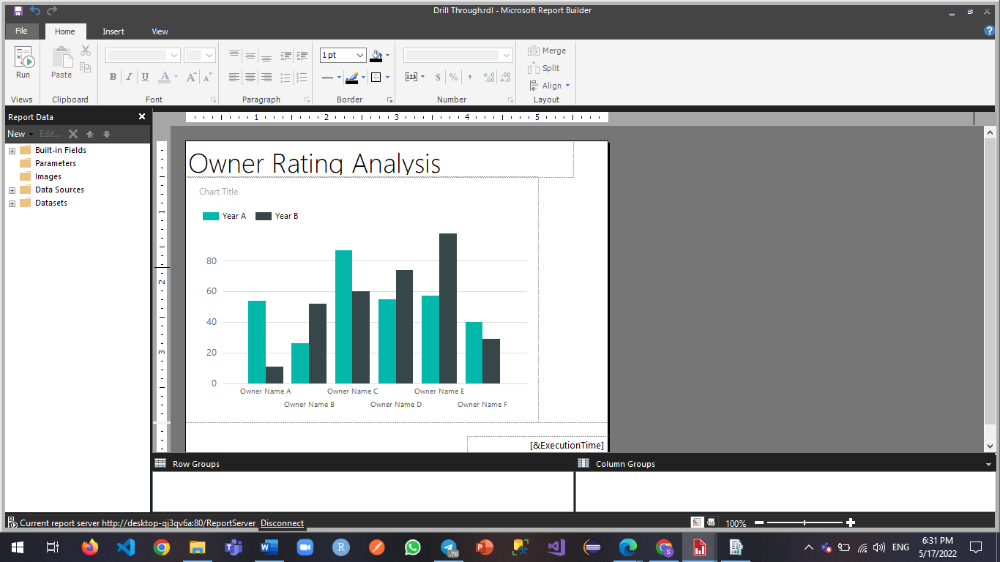 Drill Through.rdl - Microsoft Report Builder
File Home Insert View
Run
Paste
1 pt
Merge
Split
Align
B I U A A A
123 $ % ,
Views Clipboard Font Paragraph Border Number Layout
Report Data
New Edit...
Built-in Fields
Parameters
Images
Data Sources
Datasets
1 2 3 4 5
1
2
3
Owner Rating Analysis
Chart Title
Year A Year B
80
60
40
20
0
Owner Name A Owner Name C Owner Name E
Owner Name B Owner Name D Owner Name F
[&ExecutionTime]
Row Groups Column Groups
Current report server http://desktop-qj3qv6a:80/ReportServer Disconnect
100%
76
ENG
6:31 PM
5/17/2022